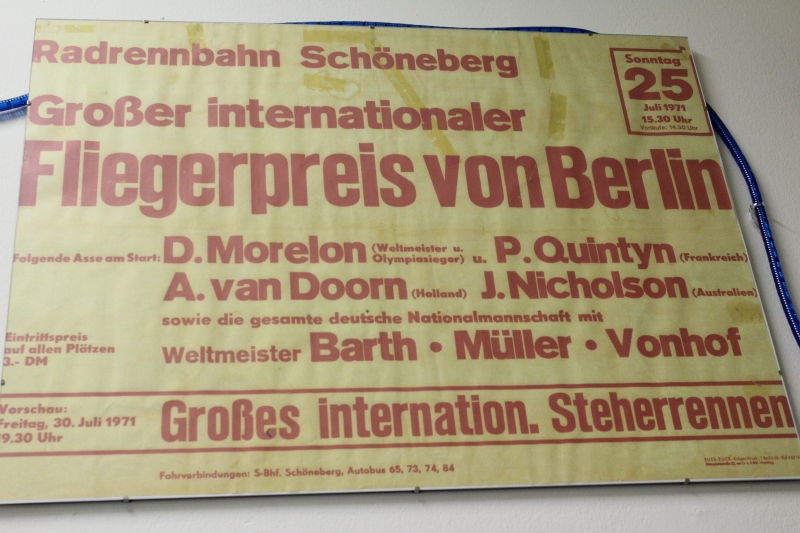 Radrennbahn Schöneberg
Sonntag
25
Juli 1971
15.30 Uhr
Vorläufe: 14.30 Uhr
Großer internationaler
Fliegerpreis von Berlin
Folgende Asse am Start: D. Morelon (Weltmeister u. Olympiasieger) u. P. Quintyn (Frankreich)
A. van Doorn (Holland) J. Nicholson (Australien)
sowie die gesamte deutsche Nationalmannschaft mit
Weltmeister Barth • Müller • Vonhof
Eintrittspreis
auf allen Plätzen
3.- DM
Vorschau:
Freitag, 30. Juli 1971
19.30 Uhr
Großes internation. Steherrennen
Fahrverbindungen: S-Bhf. Schöneberg, Autobus 65, 73, 74, 84